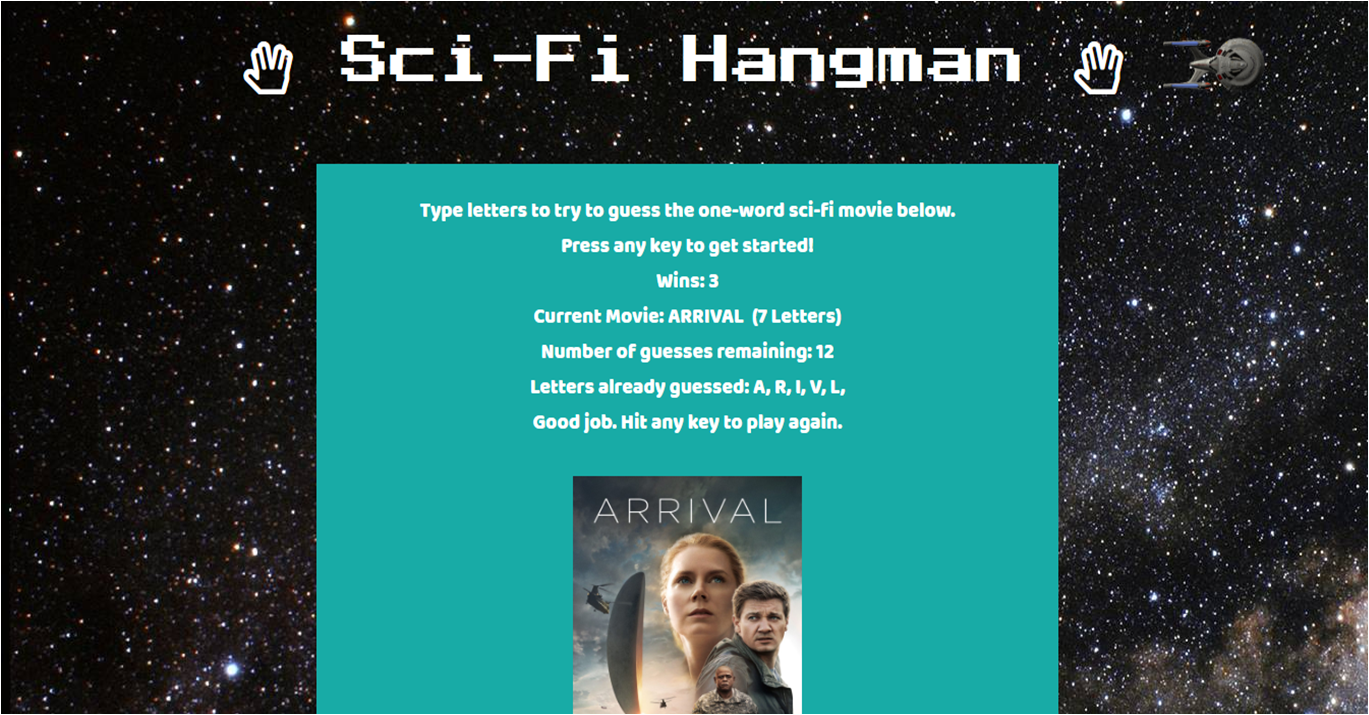 Sci-Fi Hangman
Type letters to try to guess the one-word sci-fi movie below.
Press any key to get started!
Wins: 3
Current Movie: ARRIVAL (7 Letters)
Number of guesses remaining: 12
Letters already guessed: A, R, I, V, L,
Good job. Hit any key to play again.
ARRIVAL